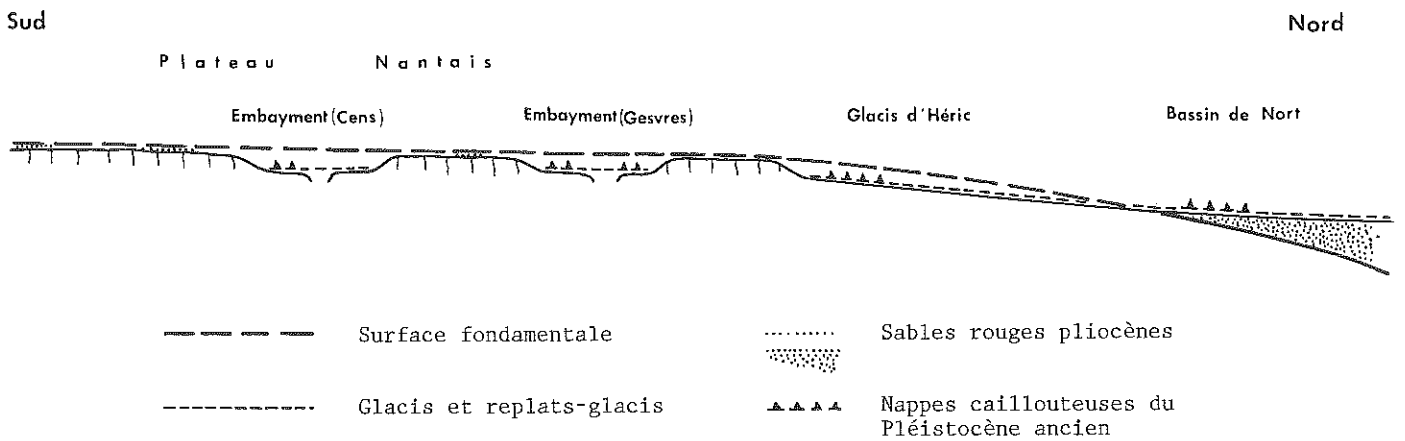 Sud Nord
Plateau Nantais
Embayment (Cens) Embayment (Gesvres) Glacis d'Héric Bassin de Nort
Surface fondamentale
Sables rouges pliocènes
Glacis et replats-glacis
Nappes caillouteuses du
Pléistocène ancien